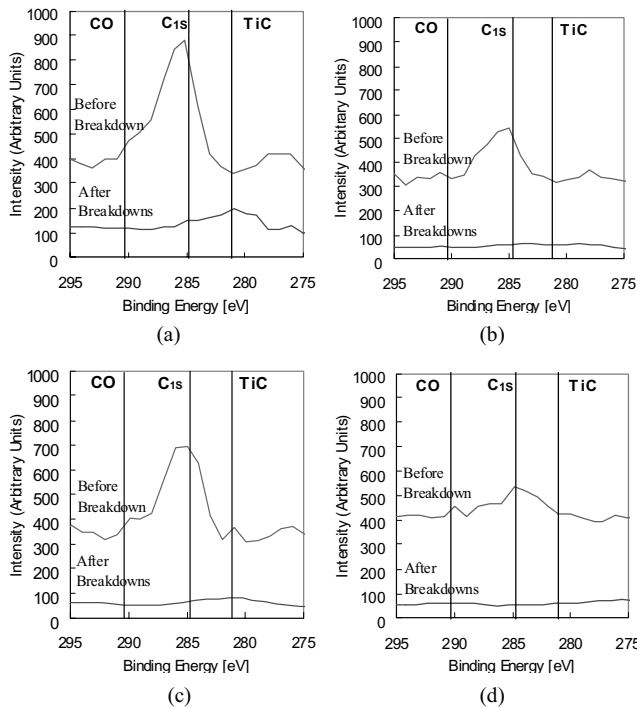 1000
900
800
700
600
500
400
300
200
100
0
Intensity (Arbitrary Units)
CO C1S TiC
Before
Breakdown
After
Breakdowns
295 290 285 280 275
Binding Energy [eV]
(a)
1000
900
800
700
600
500
400
300
200
100
0
Intensity (Arbitrary Units)
CO C1S TiC
Before
Breakdown
After
Breakdowns
295 290 285 280 275
Binding Energy [eV]
(b)
1000
900
800
700
600
500
400
300
200
100
0
Intensity (Arbitrary Units)
CO C1S TiC
Before
Breakdown
After
Breakdowns
295 290 285 280 275
Binding Energy [eV]
(c)
1000
900
800
700
600
500
400
300
200
100
0
Intensity (Arbitrary Units)
CO C1S TiC
Before
Breakdown
After
Breakdowns
295 290 285 280 275
Binding Energy [eV]
(d)